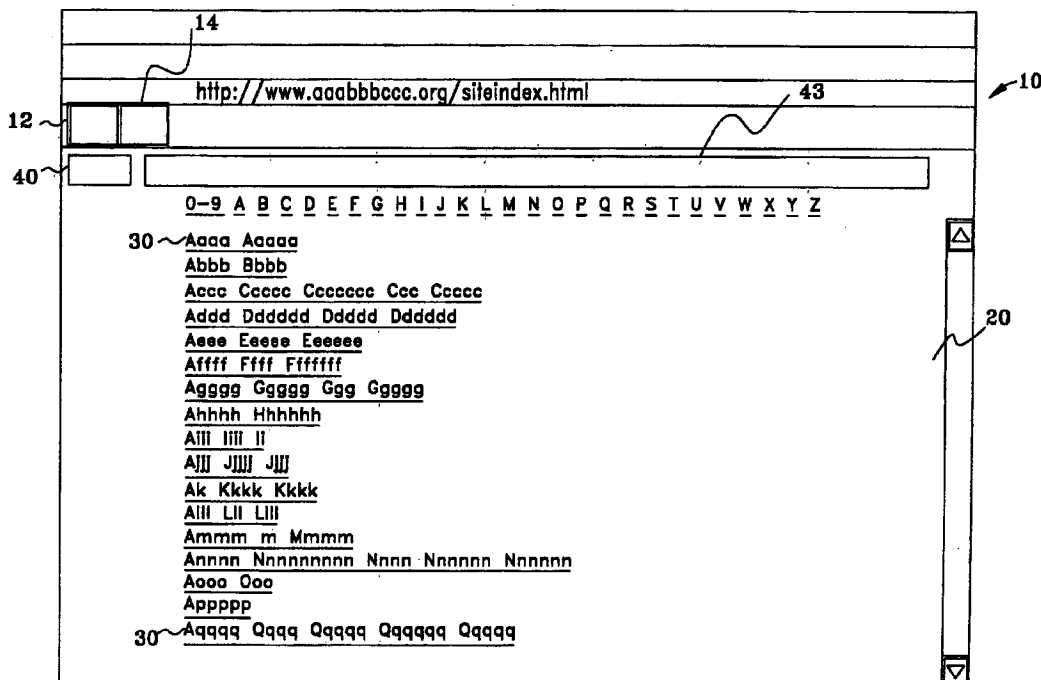 14
http://www.aaabbbccc.org/siteindex.html
10
43
12
40
0-9 A B C D E F G H I J K L M N O P Q R S T U V W X Y Z
30 Aaaa Aaaaa
Abbb Bbbb
Accc Ccccc Ccccccc Ccc Ccccc
Addd Dddddd Ddddd Dddddd
20
Aeee Eeeee Eeeeee
Affff Ffff Fffffff
Agggg Ggggg Ggg Ggggg
Ahhhh Hhhhhh
Aiii Iiii Ii
Ajjj Jjjjj Jjjj
Ak Kkkk Kkkk
Alll Lll Llll
Ammm m Mmmm
Annnn Nnnnnnnnn Nnnn Nnnnnn Nnnnnn
Aooo Ooo
Appppp
30 Aqqqq Qqqq Qqqqq Qqqqqq Qqqqq